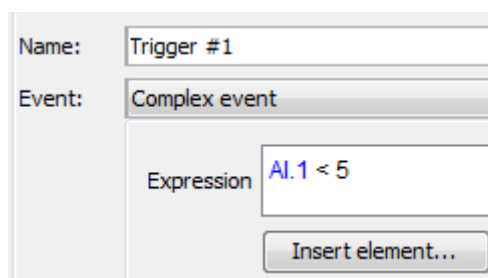 Name: Trigger #1
Event: Complex event
Expression AI.1 < 5
Insert element...